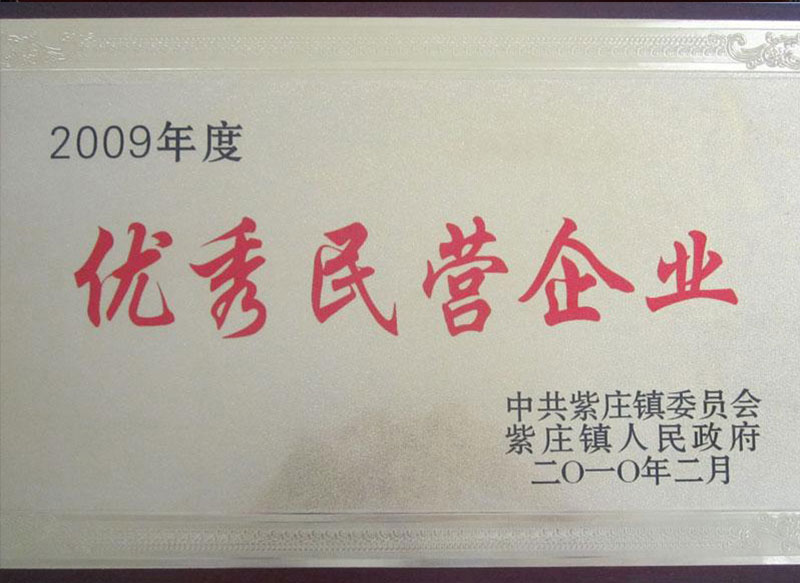 2009年度
优秀民营企业
中共紫庄镇委员会
紫庄镇人民政府
二〇一〇年二月